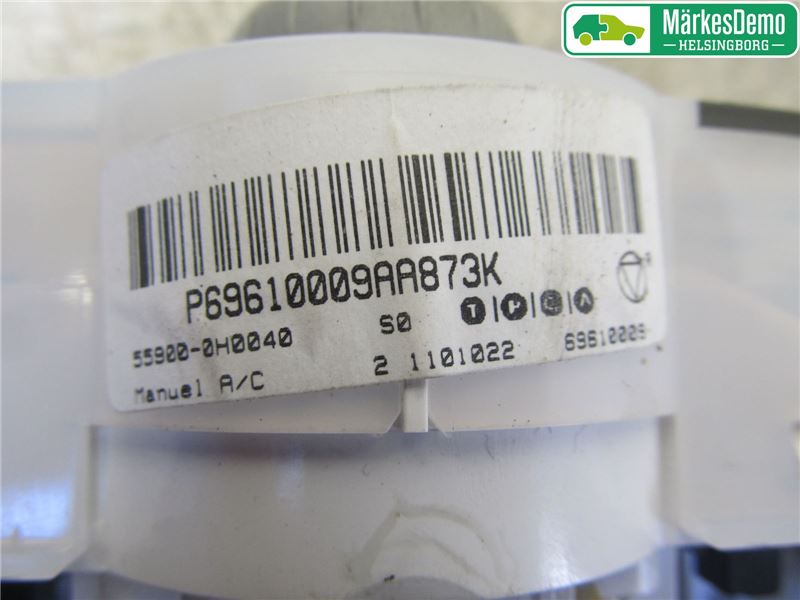 MärkesDemo
HELSINGBORG
P69610009AA873K
55900-0H0040 S0 T P C A
Manuel A/C 2 1101022 69610009